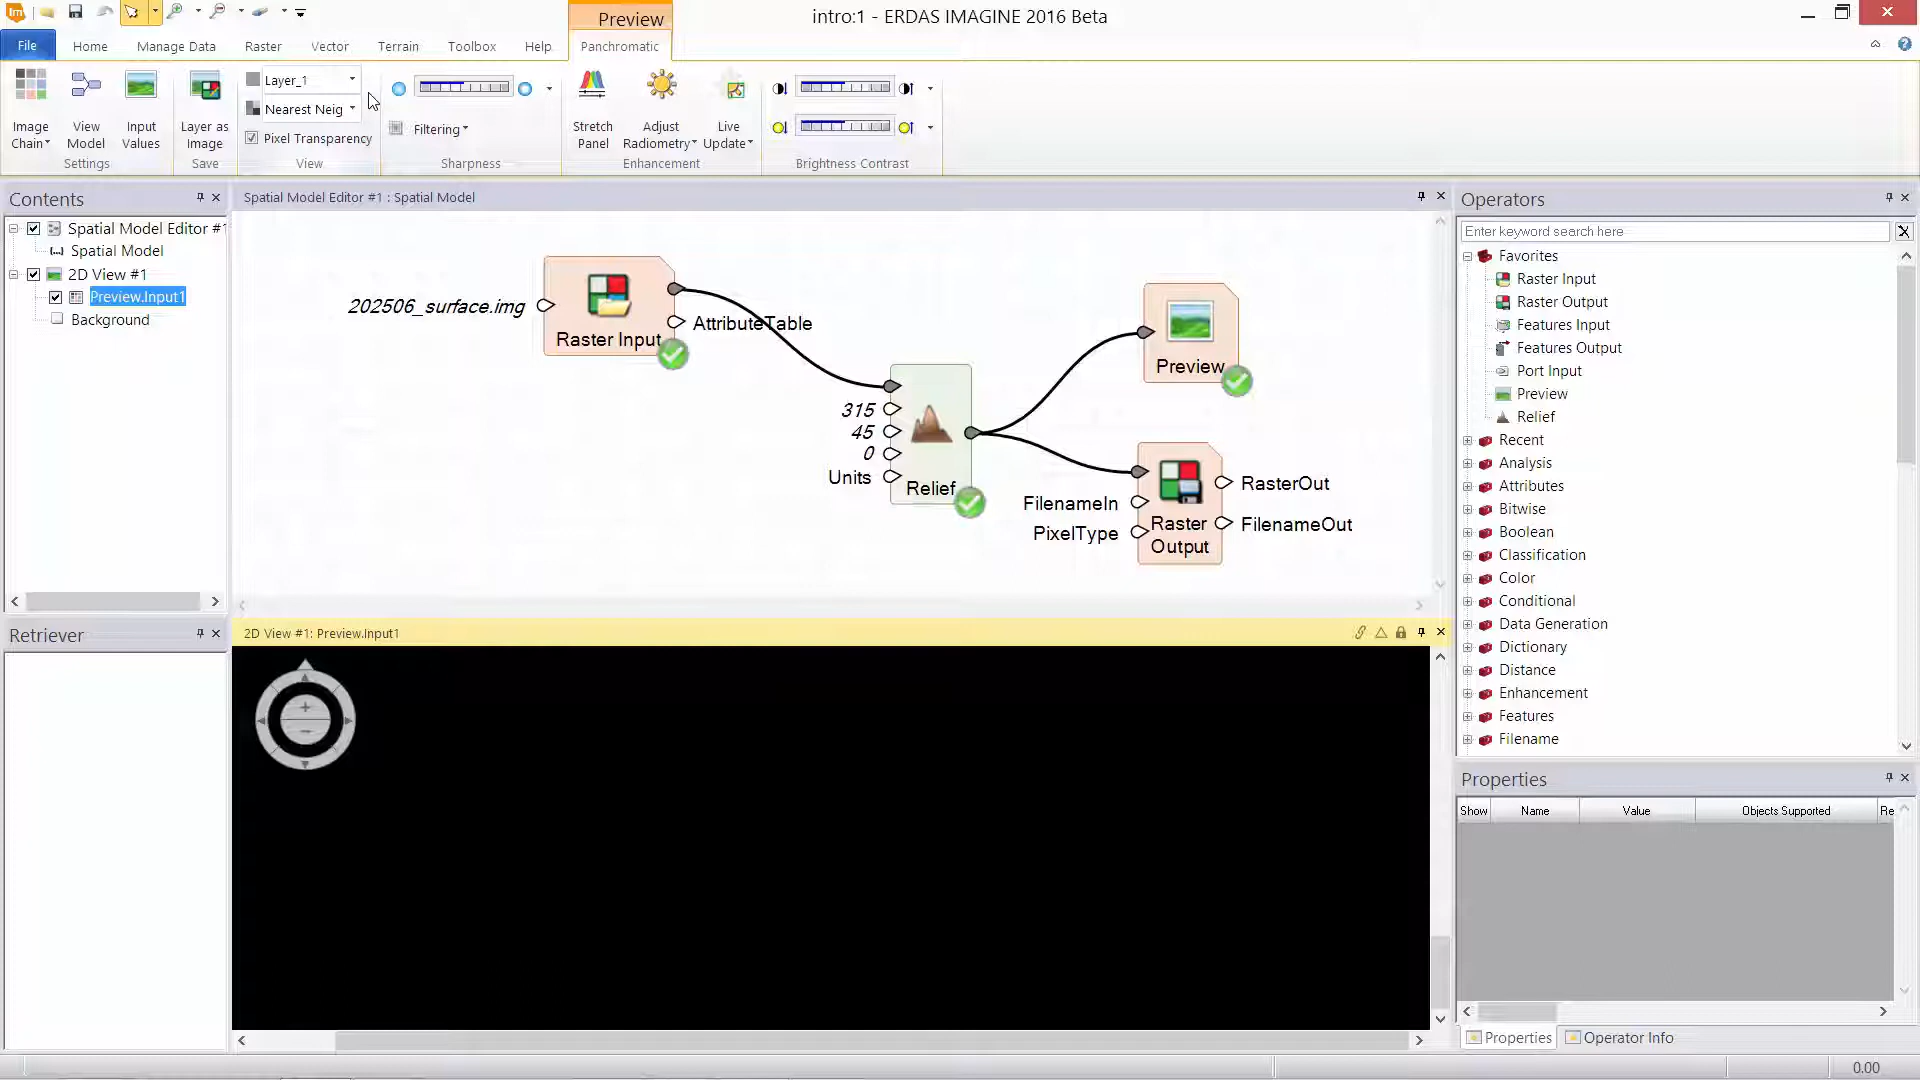 Preview
intro:1 - ERDAS IMAGINE 2016 Beta
File
Home
Manage Data
Raster
Vector
Terrain
Toolbox
Help
Panchromatic
Image Chain
View Model
Input Values
Settings
Layer as Image
Save
Layer_1
Nearest Neig
Pixel Transparency
View
Filtering
Sharpness
Stretch Panel
Adjust Radiometry
Live Update
Enhancement
Brightness Contrast
Contents
Spatial Model Editor #1
Spatial Model
2D View #1
Preview.Input1
Background
Retriever
Spatial Model Editor #1 : Spatial Model
202506_surface.img
Raster Input
AttributeTable
315
45
0
Units
Relief
Preview
FilenameIn
PixelType
Raster
Output
RasterOut
FilenameOut
2D View #1: Preview.Input1
Operators
Enter keyword search here
Favorites
Raster Input
Raster Output
Features Input
Features Output
Port Input
Preview
Relief
Recent
Analysis
Attributes
Bitwise
Boolean
Classification
Color
Conditional
Data Generation
Dictionary
Distance
Enhancement
Features
Filename
Properties
Show
Name
Value
Objects Supported
Re
Properties
Operator Info
0.00